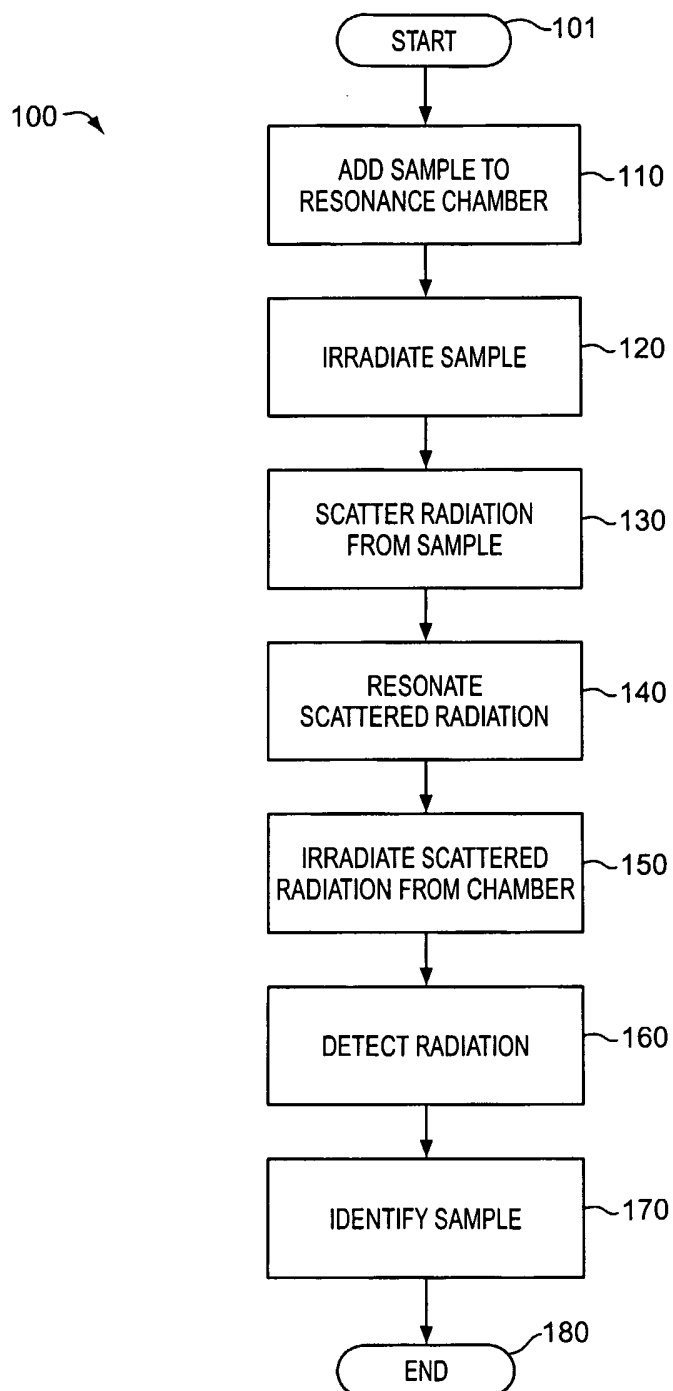 START
101
100
ADD SAMPLE TO
RESONANCE CHAMBER
110
IRRADIATE SAMPLE
120
SCATTER RADIATION
FROM SAMPLE
130
RESONATE
SCATTERED RADIATION
140
IRRADIATE SCATTERED
RADIATION FROM CHAMBER
150
DETECT RADIATION
160
IDENTIFY SAMPLE
170
180
END